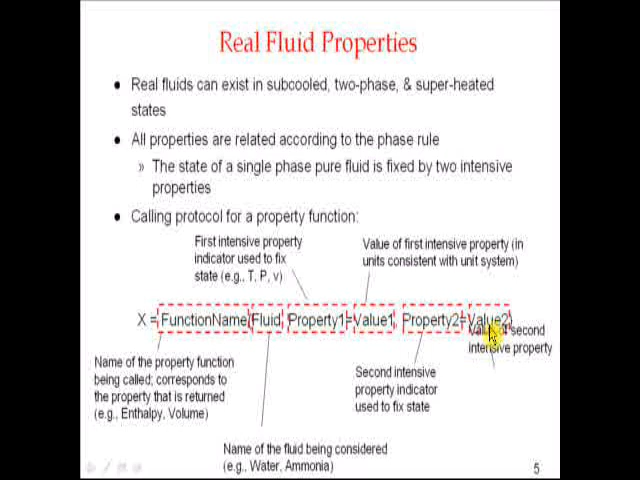 Real Fluid Properties
● Real fluids can exist in subcooled, two-phase, & super-heated
states
● All properties are related according to the phase rule
» The state of a single phase pure fluid is fixed by two intensive
properties
● Calling protocol for a property function:
First intensive property
indicator used to fix
state (e.g., T, P, v)
Value of first intensive property (in
units consistent with unit system)
X = FunctionName(Fluid, Property1=Value1, Property2=Value2)
Value of second
intensive property
Name of the property function
being called; corresponds to
the property that is returned
(e.g., Enthalpy, Volume)
Second intensive
property indicator
used to fix state
Name of the fluid being considered
(e.g., Water, Ammonia)
5